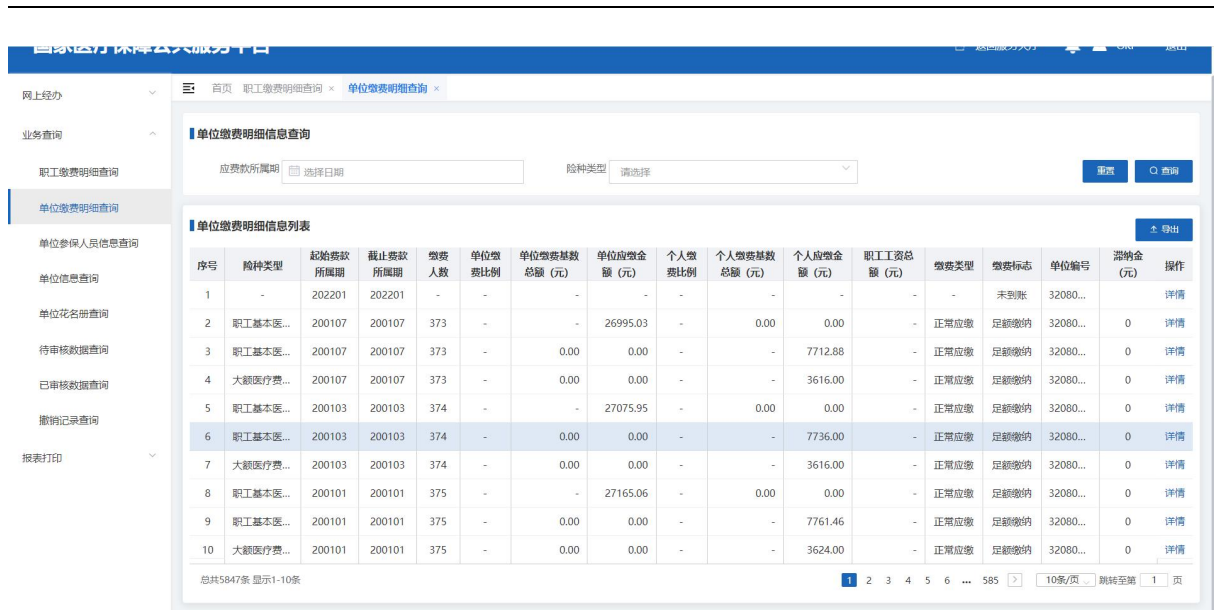 国家医疗保障公共服务平台
返回服务大厅 退出
网上经办
业务查询
职工缴费明细查询
单位缴费明细查询
单位参保人员信息查询
单位信息查询
单位花名册查询
待审核数据查询
已审核数据查询
撤销记录查询
报表打印
首页 职工缴费明细查询 × 单位缴费明细查询 ×
单位缴费明细信息查询
应费款所属期 选择日期 险种类型 请选择 重置 查询
单位缴费明细信息列表 导出
序号 险种类型 起始费款所属期 截止费款所属期 缴费人数 单位缴费比例 单位缴费基数总额（元） 单位应缴金额（元） 个人缴费比例 个人缴费基数总额（元） 个人应缴金额（元） 职工工资总额（元） 缴费类型 缴费标志 单位编号 滞纳金(元) 操作
1 - 202201 202201 - - - - - - - - - 未到账 32080... 详情
2 职工基本医... 200107 200107 373 - - 26995.03 - 0.00 0.00 - 正常应缴 足额缴纳 32080... 0 详情
3 职工基本医... 200107 200107 373 - 0.00 0.00 - - 7712.88 - 正常应缴 足额缴纳 32080... 0 详情
4 大额医疗费... 200107 200107 373 - 0.00 0.00 - - 3616.00 - 正常应缴 足额缴纳 32080... 0 详情
5 职工基本医... 200103 200103 374 - - 27075.95 - 0.00 0.00 - 正常应缴 足额缴纳 32080... 0 详情
6 职工基本医... 200103 200103 374 - 0.00 0.00 - - 7736.00 - 正常应缴 足额缴纳 32080... 0 详情
7 大额医疗费... 200103 200103 374 - 0.00 0.00 - - 3616.00 - 正常应缴 足额缴纳 32080... 0 详情
8 职工基本医... 200101 200101 375 - - 27165.06 - 0.00 0.00 - 正常应缴 足额缴纳 32080... 0 详情
9 职工基本医... 200101 200101 375 - 0.00 0.00 - - 7761.46 - 正常应缴 足额缴纳 32080... 0 详情
10 大额医疗费... 200101 200101 375 - 0.00 0.00 - - 3624.00 - 正常应缴 足额缴纳 32080... 0 详情
总共5847条 显示1-10条 1 2 3 4 5 6 ... 585 > 10条/页 跳转至第 1 页